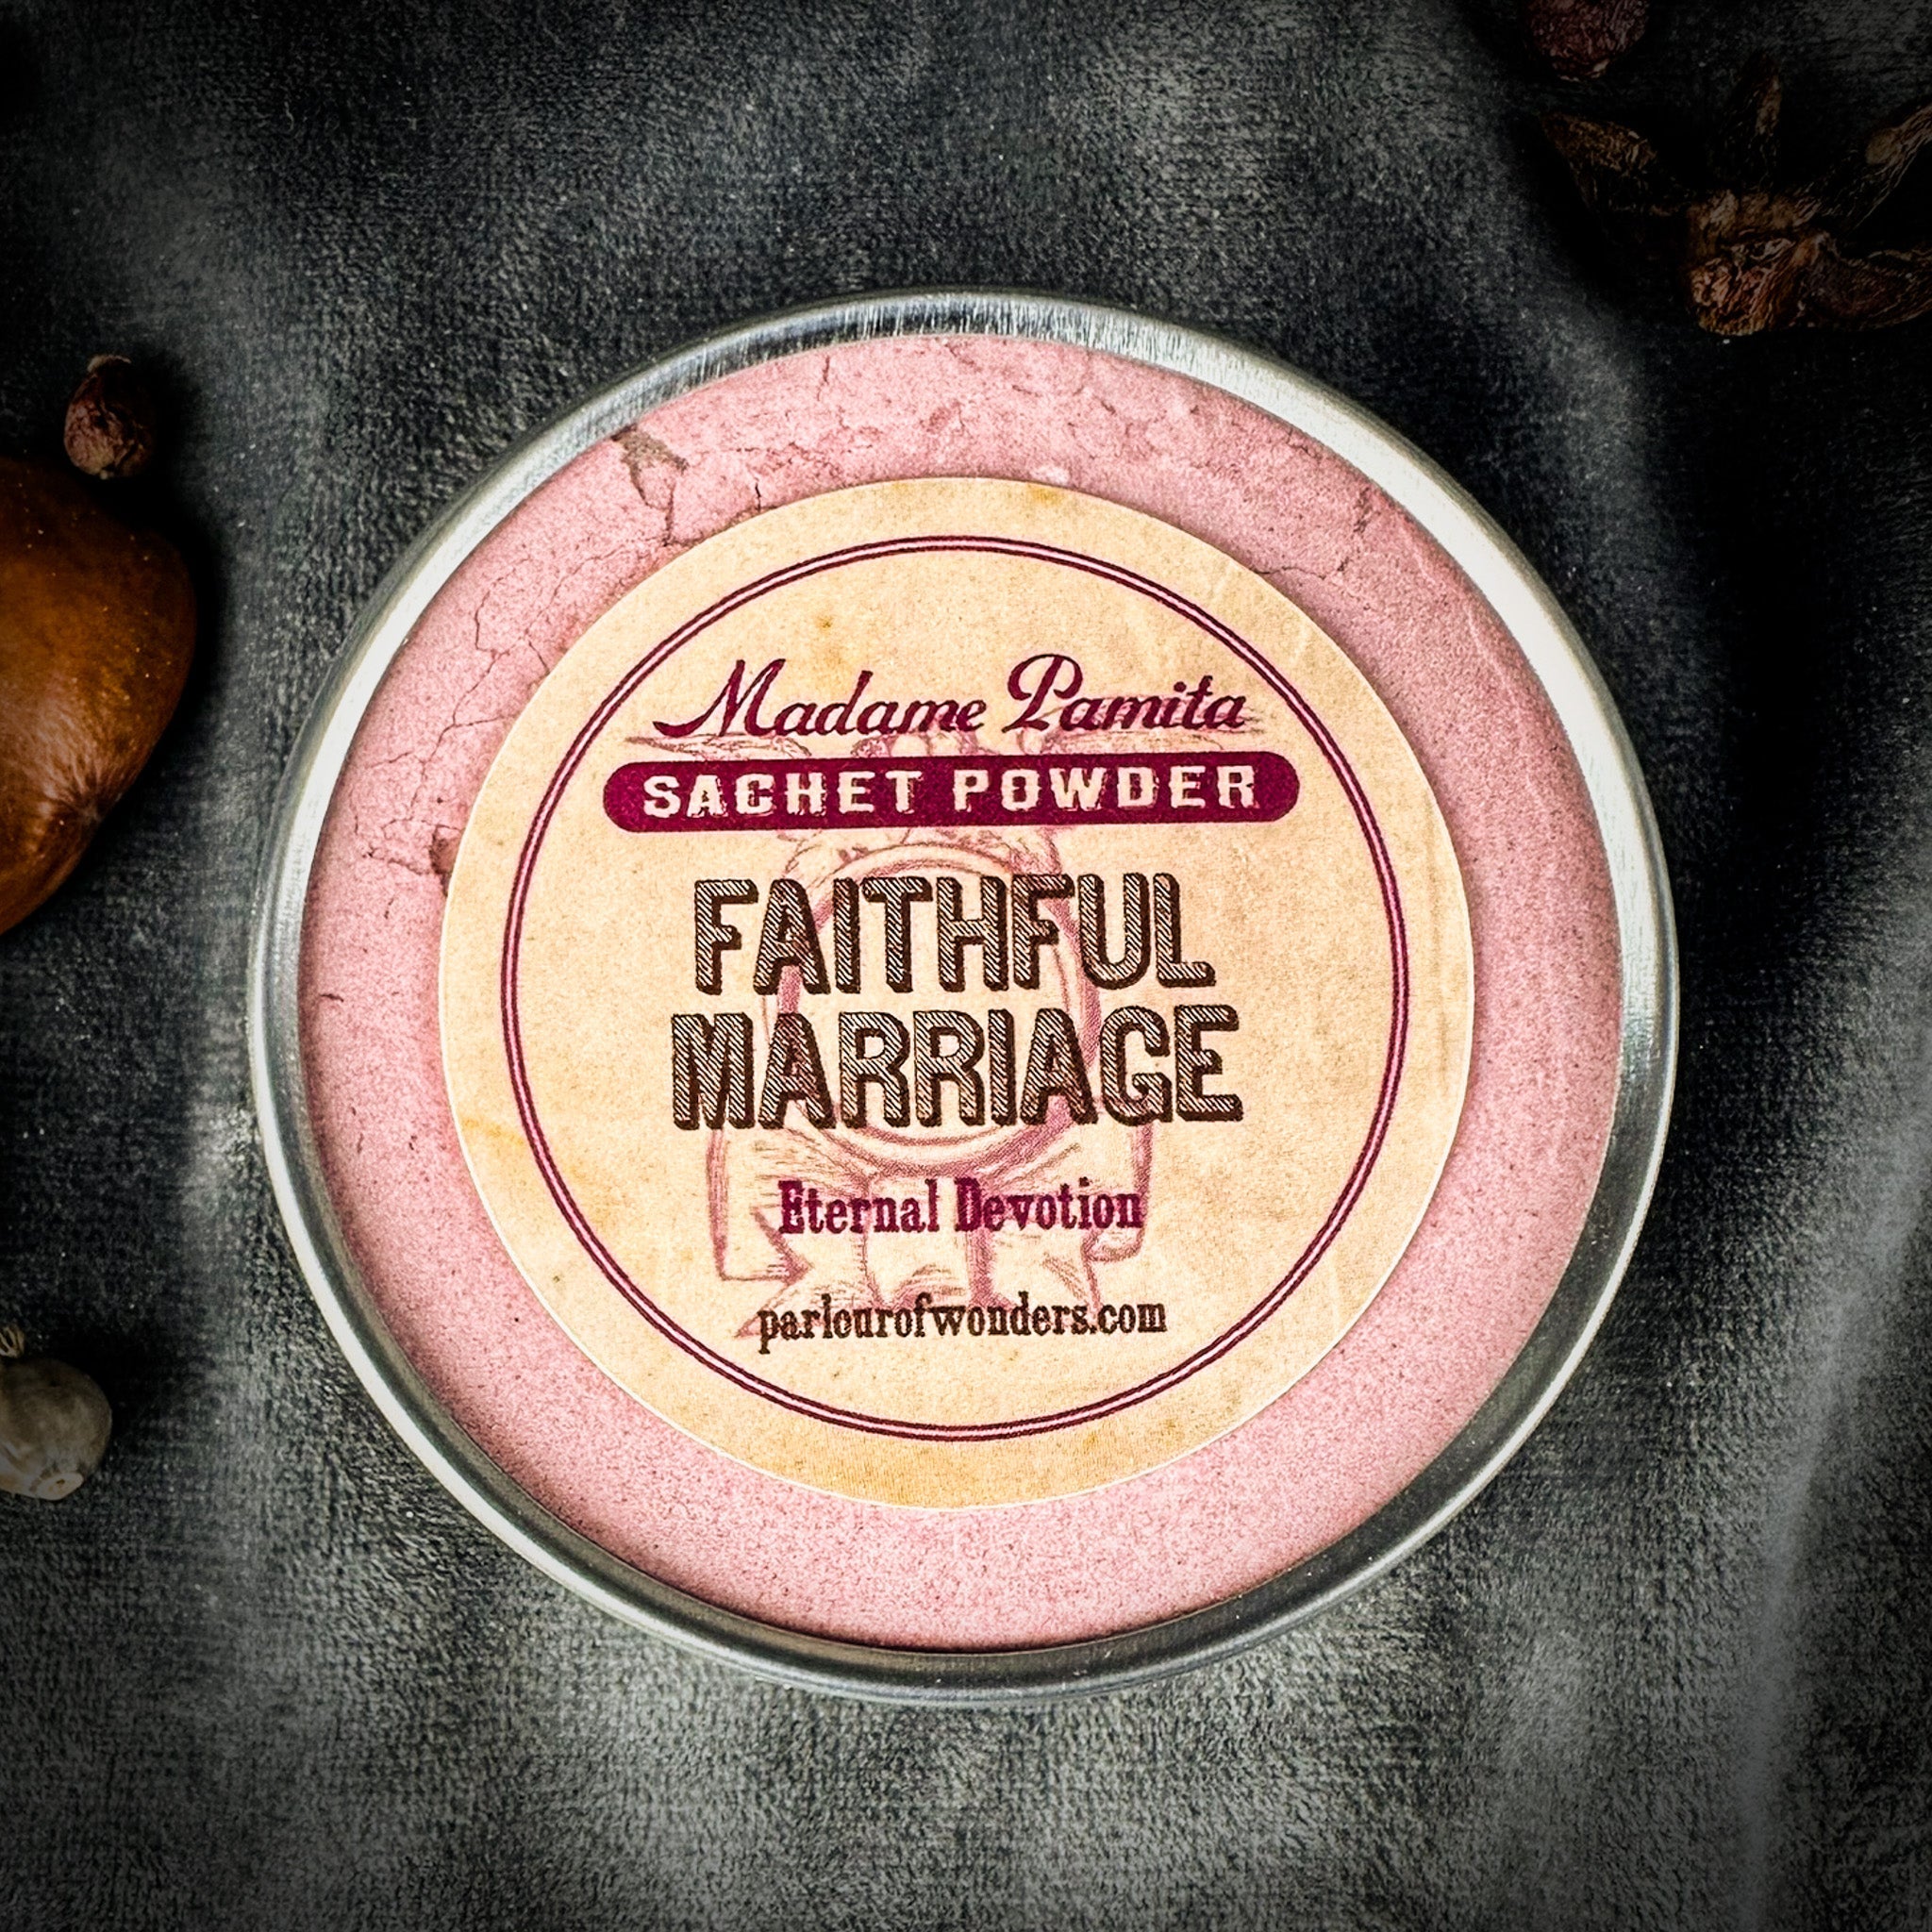 Madame Pamita
SACHET POWDER
FAITHFUL
MARRIAGE
Eternal Devotion
parlourofwonders.com